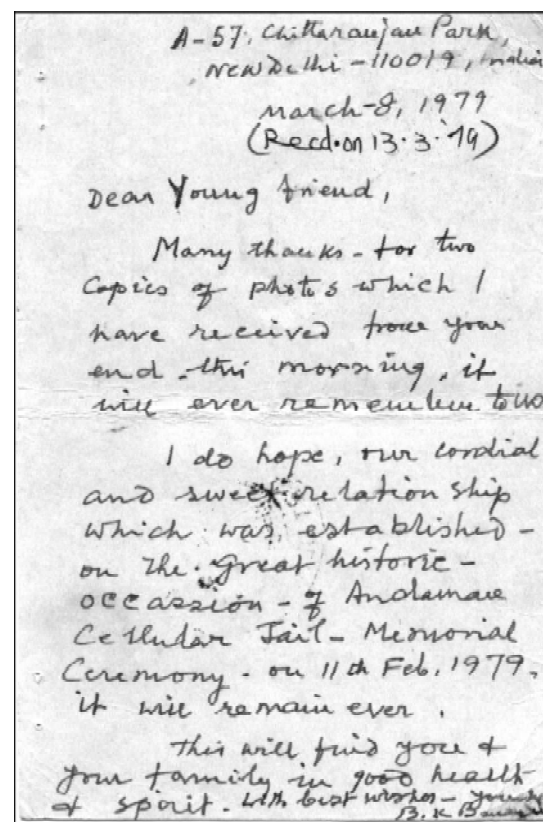 A-57, Chittaranjan Park,
New Delhi-110019, India
March-8, 1979
(Recd. on 13.3.'79)
Dear Young friend,
Many thanks - for two
copies of photos which I
have received from your
end this morning, it
will ever remember to us
I do hope, our cordial
and sweet relation ship
which was, established -
on the great historic -
occassion - of Andaman
Cellular Jail - Memorial
Ceremony - on 11th Feb, 1979.
it will remain ever.
This will find you &
your family in good health
& spirit. With best wishes -
B. K